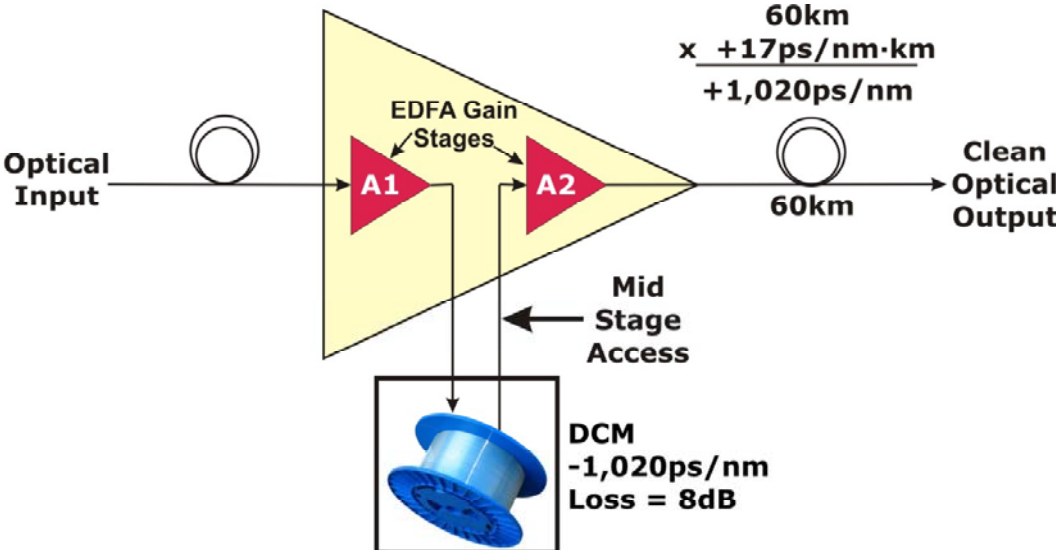 60km
x +17ps/nm·km
+1,020ps/nm
EDFA Gain
Stages
Optical
Input
A1
A2
60km
Clean
Optical
Output
Mid
Stage
Access
DCM
-1,020ps/nm
Loss = 8dB